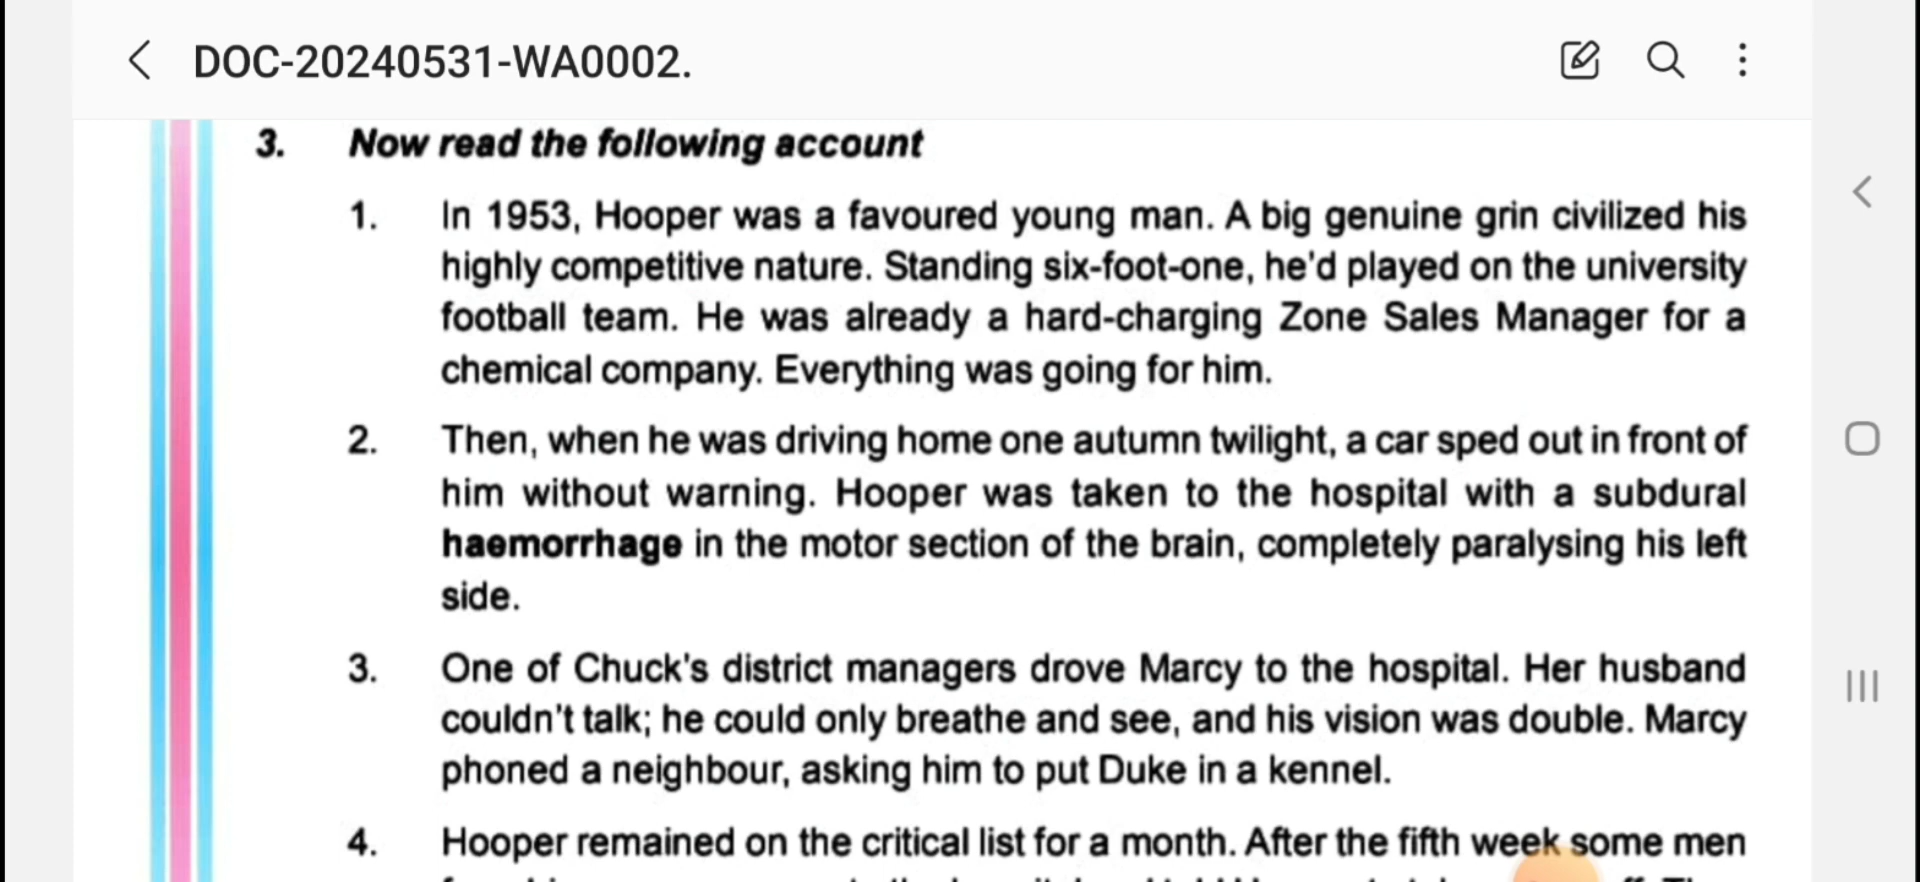 DOC-20240531-WA0002.
3. Now read the following account
1. In 1953, Hooper was a favoured young man. A big genuine grin civilized his
highly competitive nature. Standing six-foot-one, he'd played on the university
football team. He was already a hard-charging Zone Sales Manager for a
chemical company. Everything was going for him.
2. Then, when he was driving home one autumn twilight, a car sped out in front of
him without warning. Hooper was taken to the hospital with a subdural
haemorrhage in the motor section of the brain, completely paralysing his left
side.
3. One of Chuck's district managers drove Marcy to the hospital. Her husband
couldn't talk; he could only breathe and see, and his vision was double. Marcy
phoned a neighbour, asking him to put Duke in a kennel.
4. Hooper remained on the critical list for a month. After the fifth week some men